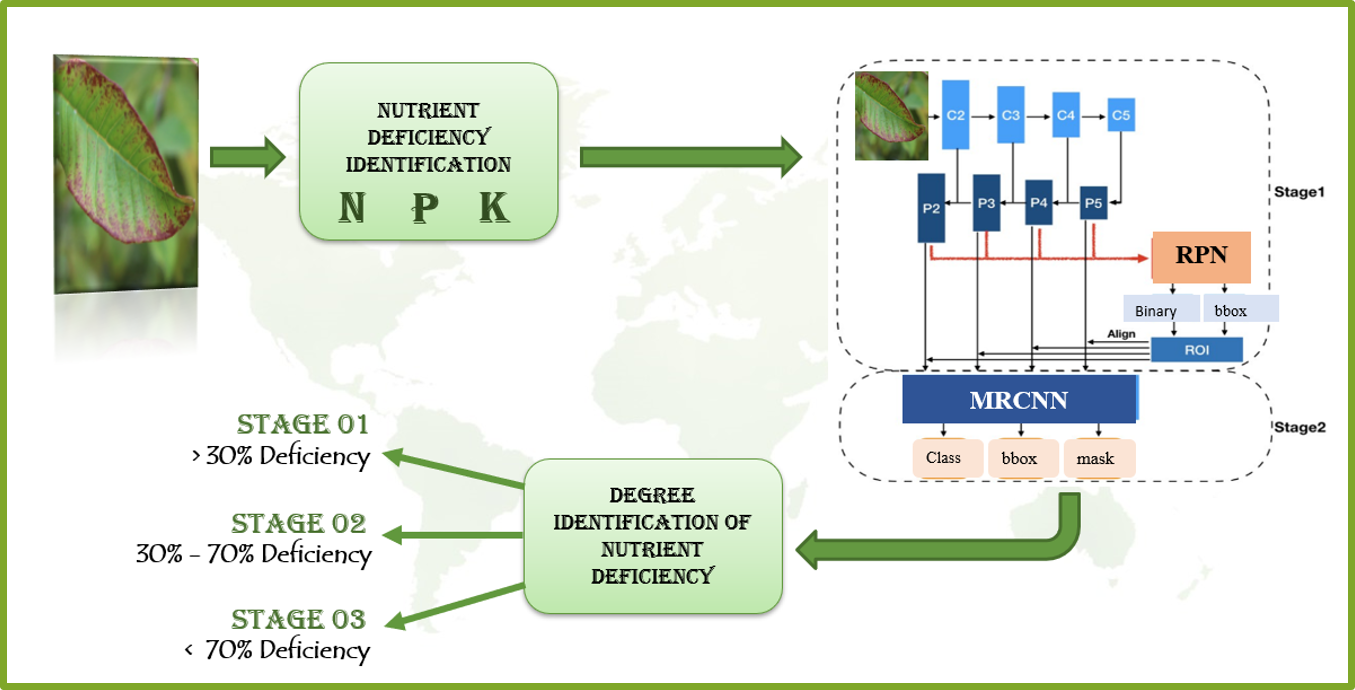 NUTRIENT
DEFICIENCY
IDENTIFICATION
N P K
C2
C3
C4
C5
P2
P3
P4
P5
Stage1
RPN
Binary
bbox
Align
ROI
MRCNN
Stage2
Class
bbox
mask
DEGREE
IDENTIFICATION OF
NUTRIENT
DEFICIENCY
STAGE 01
> 30% Deficiency
STAGE 02
30% – 70% Deficiency
STAGE 03
< 70% Deficiency